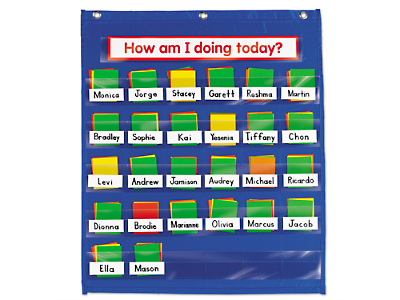 How am I doing today?
Monica Jorge Stacey Garett Rashma Martin
Bradley Sophie Kai Yesenia Tiffany Chon
Levi Andrew Jamison Audrey Michael Ricardo
Dionna Brodie Marianne Olivia Marcus Jacob
Ella Mason